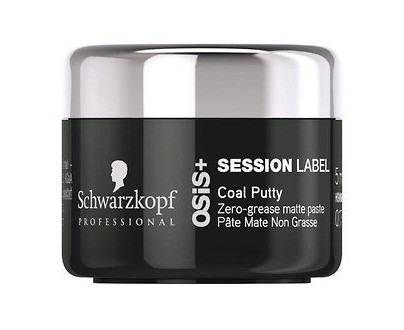 Schwarzkopf
PROFESSIONAL
OSiS+
SESSION LABEL
Coal Putty
Zero-grease matte paste
Pâte Mate Non Grasse